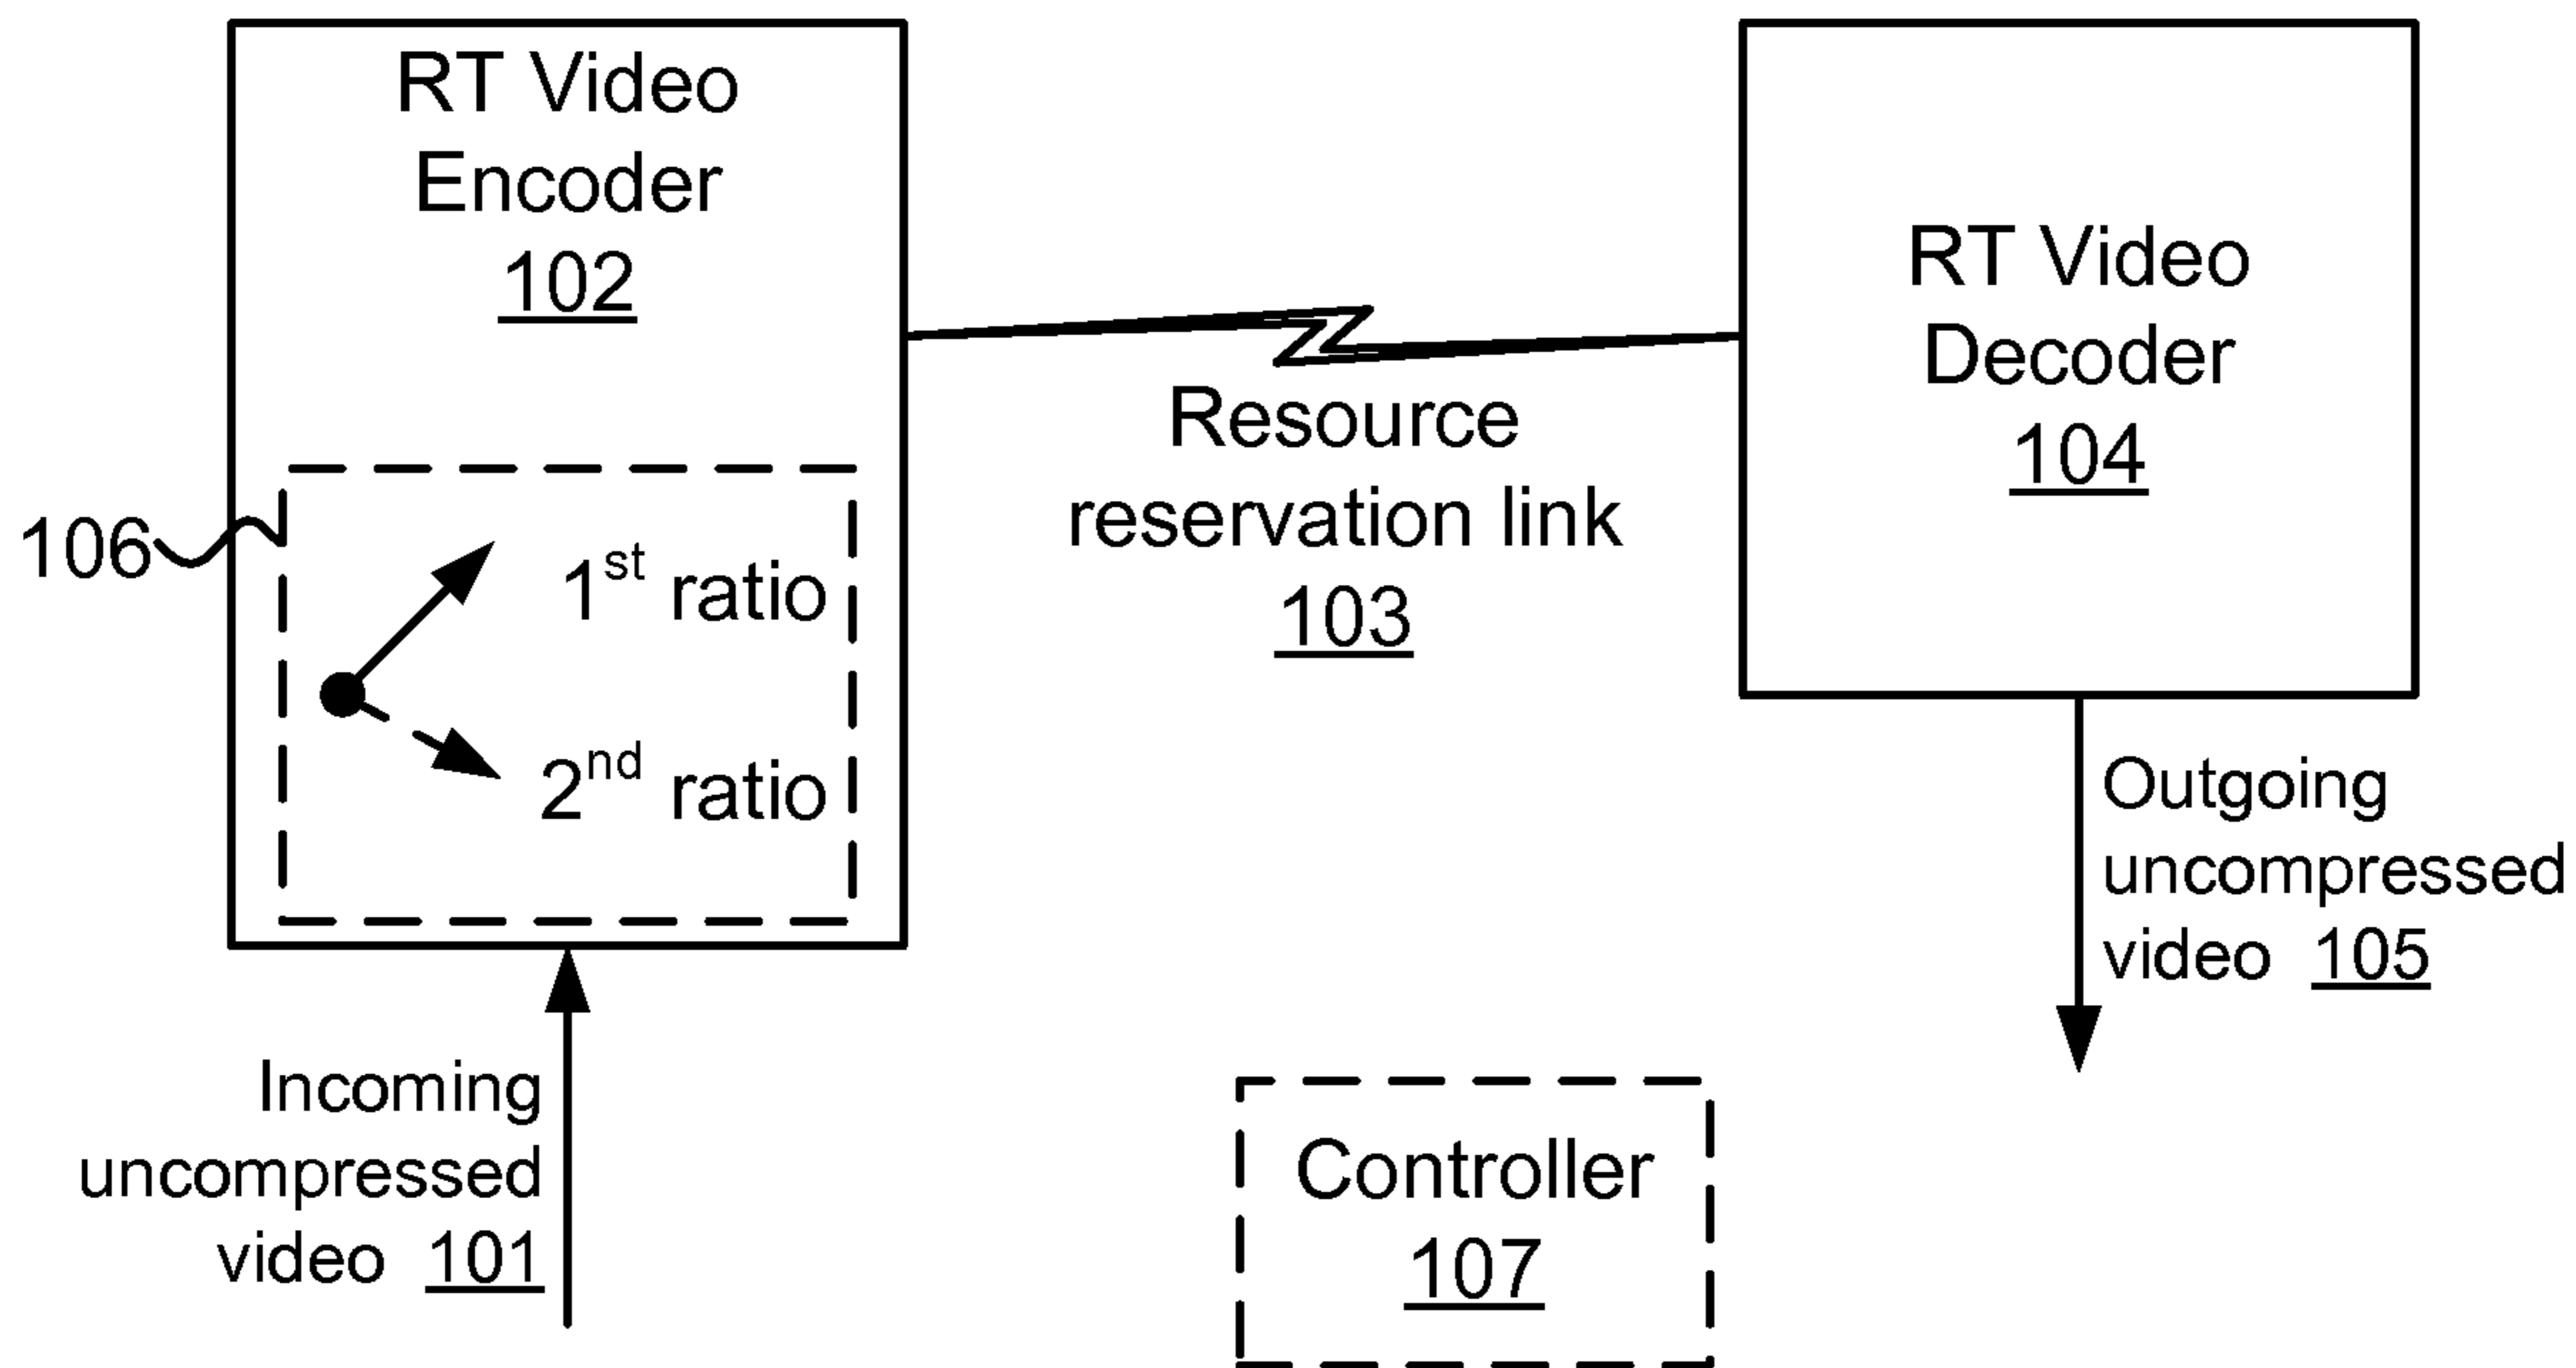 RT Video
Encoder
102
106
1st ratio
2nd ratio
Incoming
uncompressed
video 101
Resource
reservation link
103
RT Video
Decoder
104
Outgoing
uncompressed
video 105
Controller
107